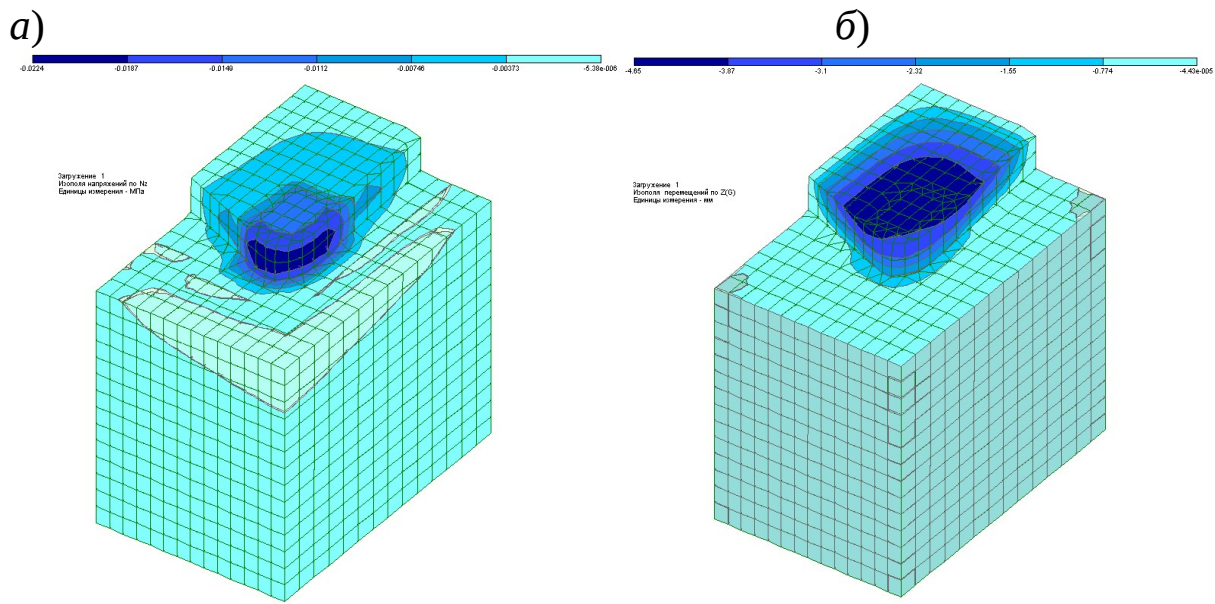 а) б)
-0.0224 -0.0187 -0.0149 -0.0112 -0.00746 -0.00373 -5.38e-006
-4.65 -3.87 -3.1 -2.32 -1.55 -0.774 -4.43e-005
Загружение 1
Изополя напряжений по Nz
Единицы измерения - МПа
Загружение 1
Изополя перемещений по Z(G)
Единицы измерения - мм